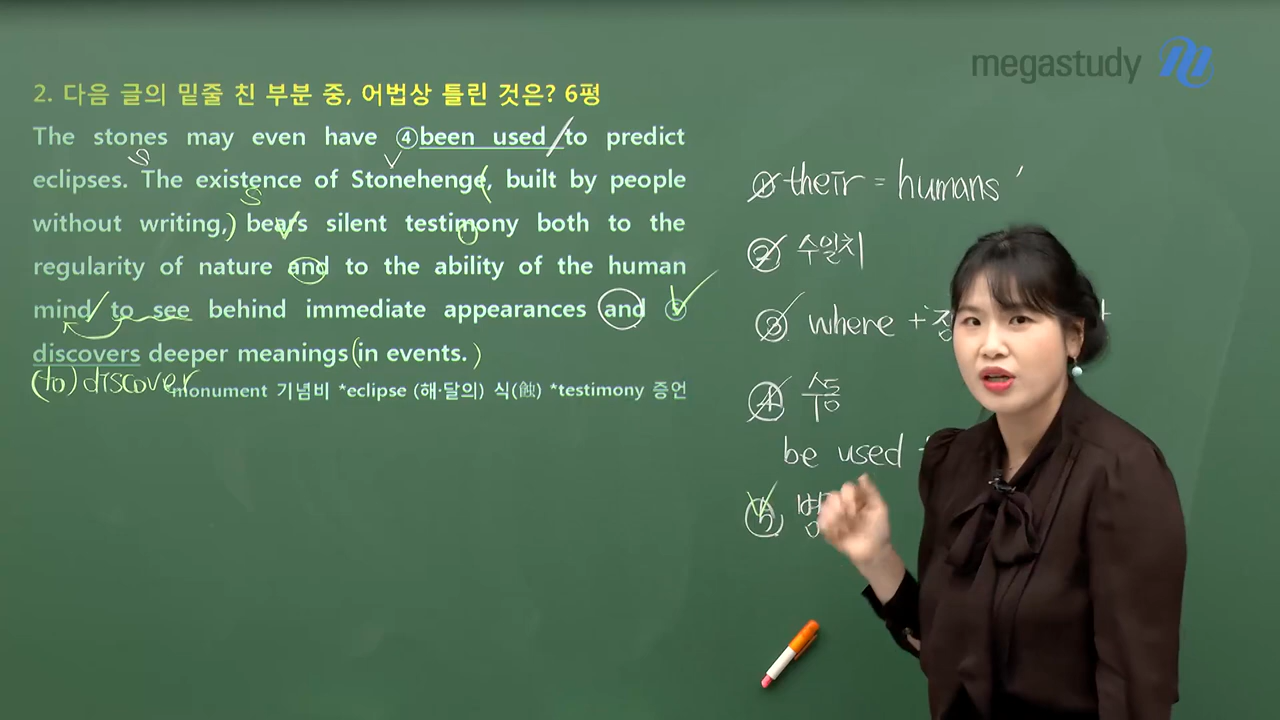 megastudy
2. 다음 글의 밑줄 친 부분 중, 어법상 틀린 것은? 6평
The stones may even have ④been used to predict
eclipses. The existence of Stonehenge, built by people
without writing, bears silent testimony both to the
regularity of nature and to the ability of the human
mind to see behind immediate appearances and ⑤
discovers deeper meanings in events.
(to) discover
monument 기념비 *eclipse (해·달의) 식(蝕) *testimony 증언
S
S
① their = humans'
② 수일치
③ where +
④ 수동
be used
⑤